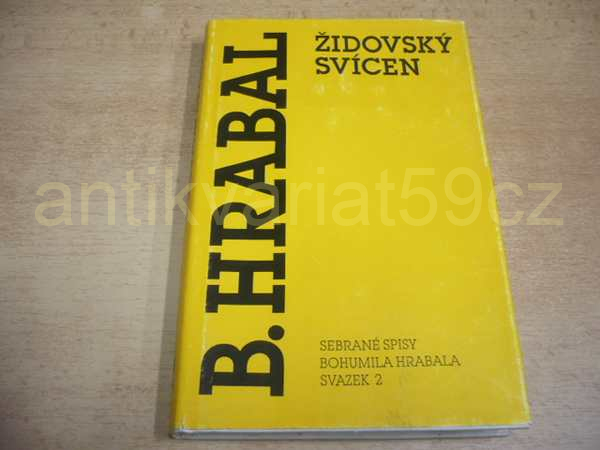 B. HRABAL
ŽIDOVSKÝ
SVÍCEN
antikvariat59cz
SEBRANÉ SPISY
BOHUMILA HRABALA
SVAZEK 2